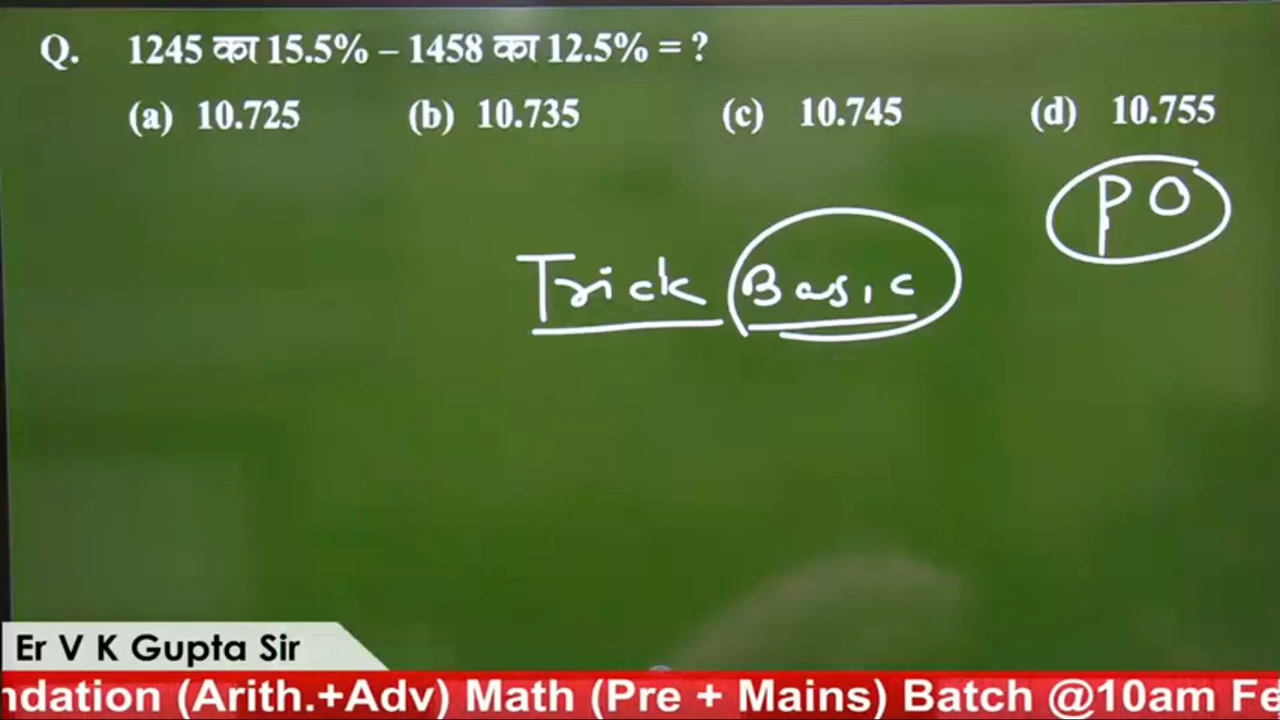 Q. 1245 का 15.5% – 1458 का 12.5% = ?
(a) 10.725 (b) 10.735 (c) 10.745 (d) 10.755
PO
Trick Basic
Er V K Gupta Sir
ndation (Arith.+Adv) Math (Pre + Mains) Batch @10am Fe